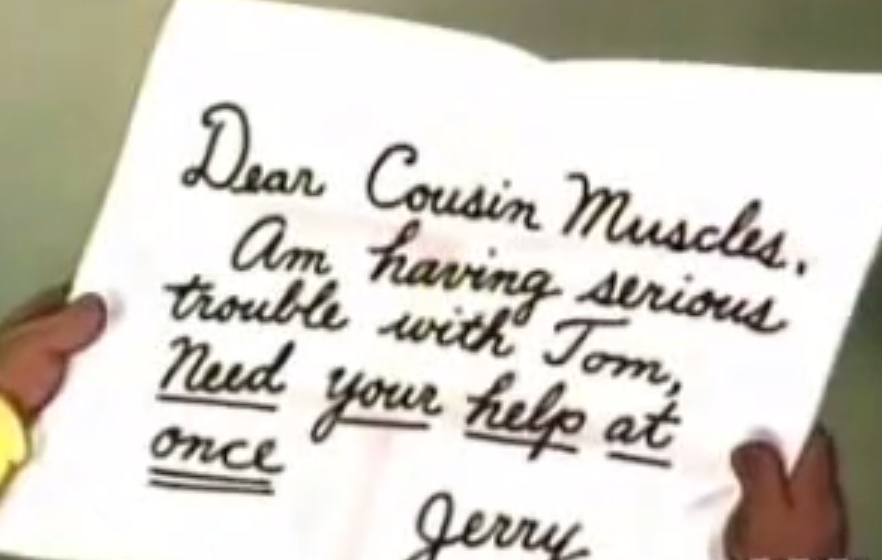 Dear Cousin Muscles,
Am having serious
trouble with Tom,
Need your help at
once
Jerry